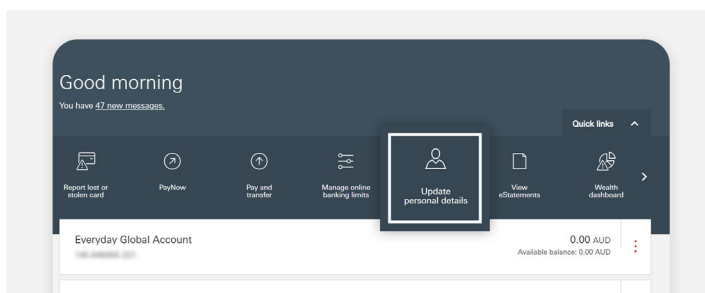 Good morning
You have 47 new messages.
Quick links
Report lost or
stolen card
PayNow
Pay and
transfer
Manage online
banking limits
Update
personal details
View
eStatements
Wealth
dashboard
Everyday Global Account
0.00 AUD
Available balance: 0.00 AUD